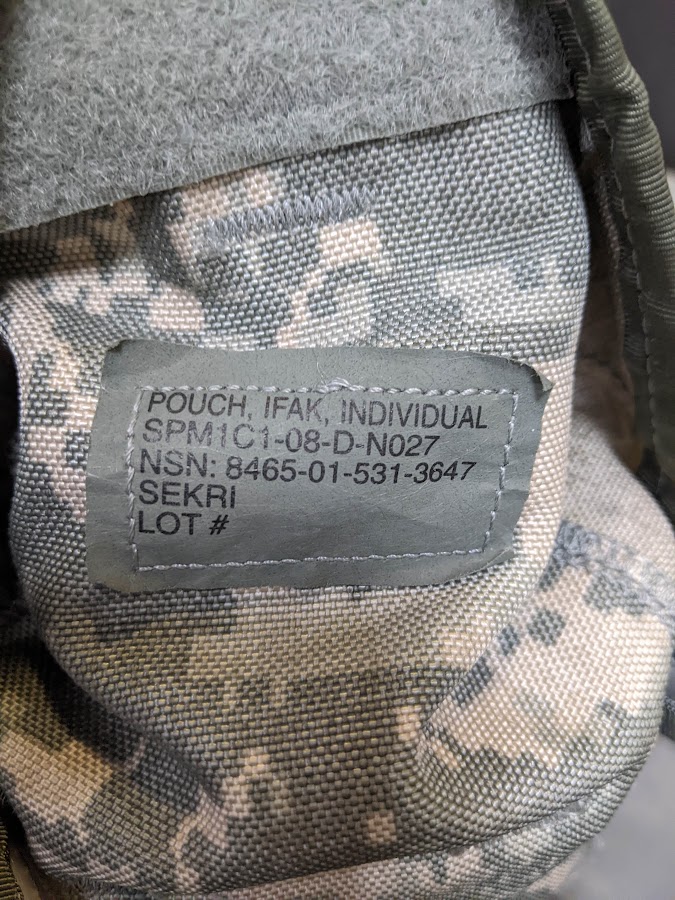 POUCH, IFAK, INDIVIDUAL
SPM1C1-08-D-N027
NSN: 8465-01-531-3647
SEKRI
LOT #